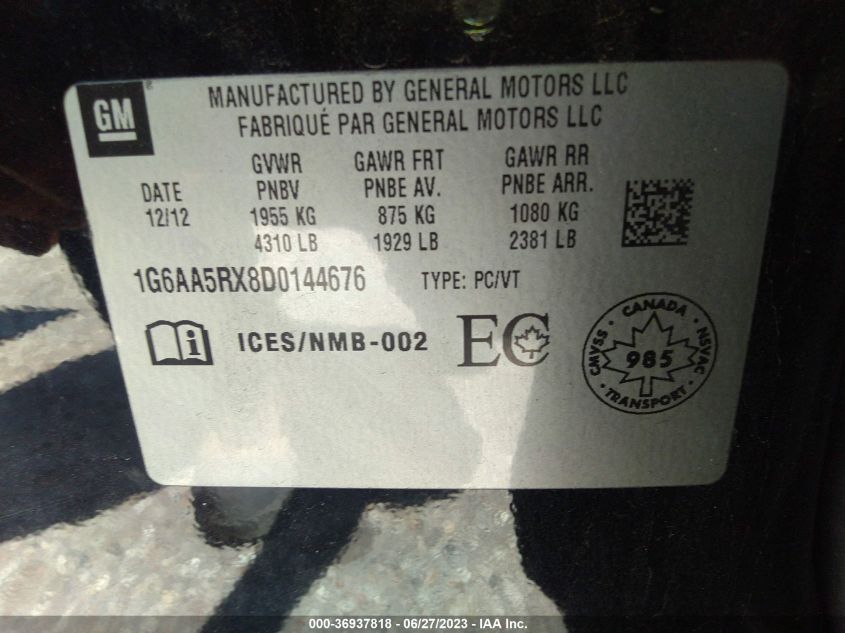 GM®
MANUFACTURED BY GENERAL MOTORS LLC
FABRIQUÉ PAR GENERAL MOTORS LLC
GVWR GAWR FRT GAWR RR
DATE PNBV PNBE AV. PNBE ARR.
12/12 1955 KG 875 KG 1080 KG
4310 LB 1929 LB 2381 LB
1G6AA5RX8D0144676 TYPE: PC/VT
i ICES/NMB-002 EC
CANADA
CMVSS 985 NSVAC
TRANSPORT
000-36937818 - 06/27/2023 - IAA Inc.